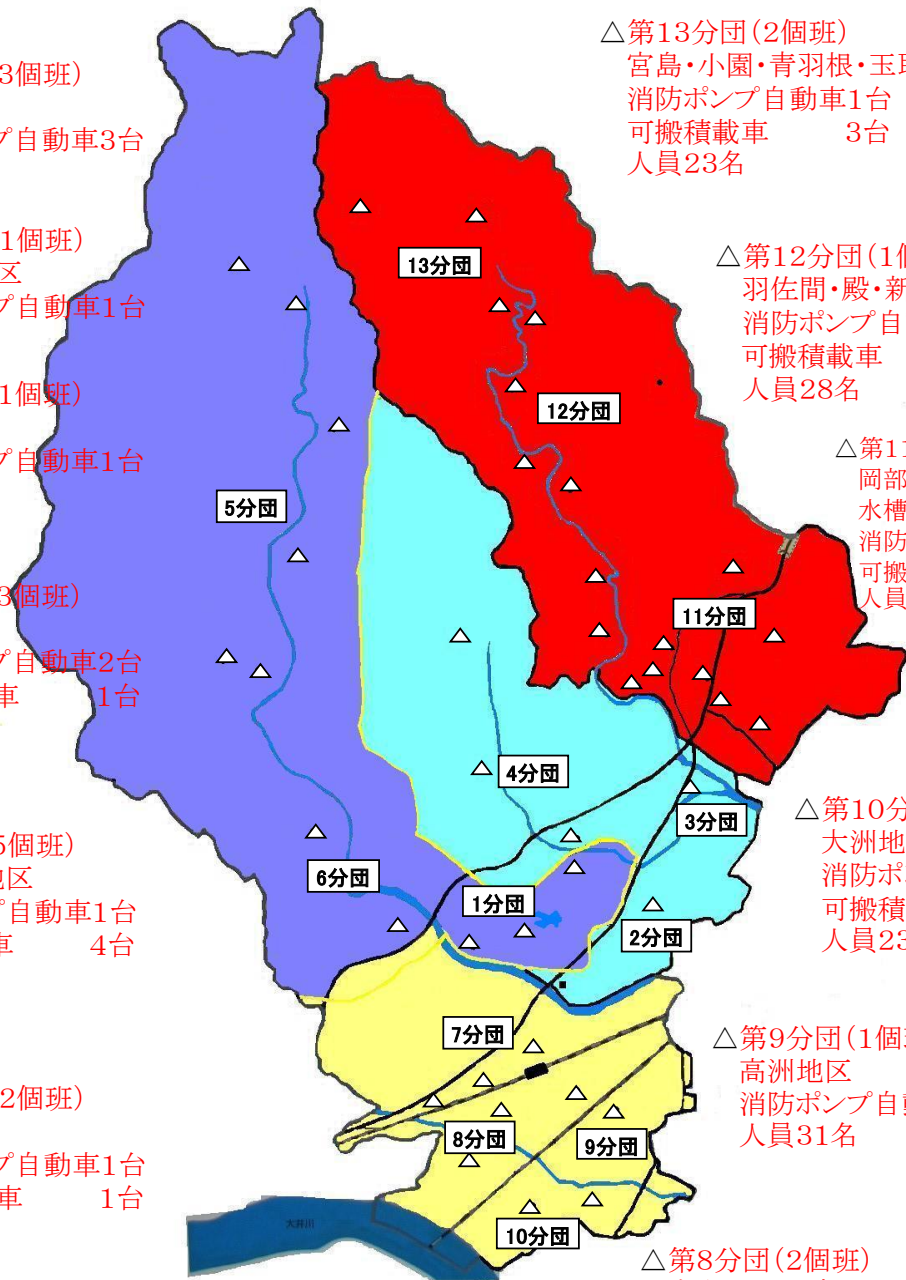 △第13分団(2個班)
宮島・小園・青羽根・玉取
消防ポンプ自動車1台
可搬積載車 3台
人員23名
3個班)
プ自動車3台
1個班)
区
プ自動車1台
△第12分団(1個
羽佐間・殿・新
消防ポンプ自
可搬積載車
人員28名
1個班)
プ自動車1台
△第11
岡部
水槽
消防
可搬
人員
3個班)
プ自動車2台
車 1台
5個班)
地区
プ自動車1台
車 4台
△第10分
大洲地
消防ポ
可搬積
人員23
△第9分団(1個班
高洲地区
消防ポンプ自動
人員31名
2個班)
プ自動車1台
車 1台
△第8分団(2個班)
13分団
12分団
5分団
11分団
4分団
3分団
6分団
1分団
2分団
7分団
8分団
9分団
10分団
大井川